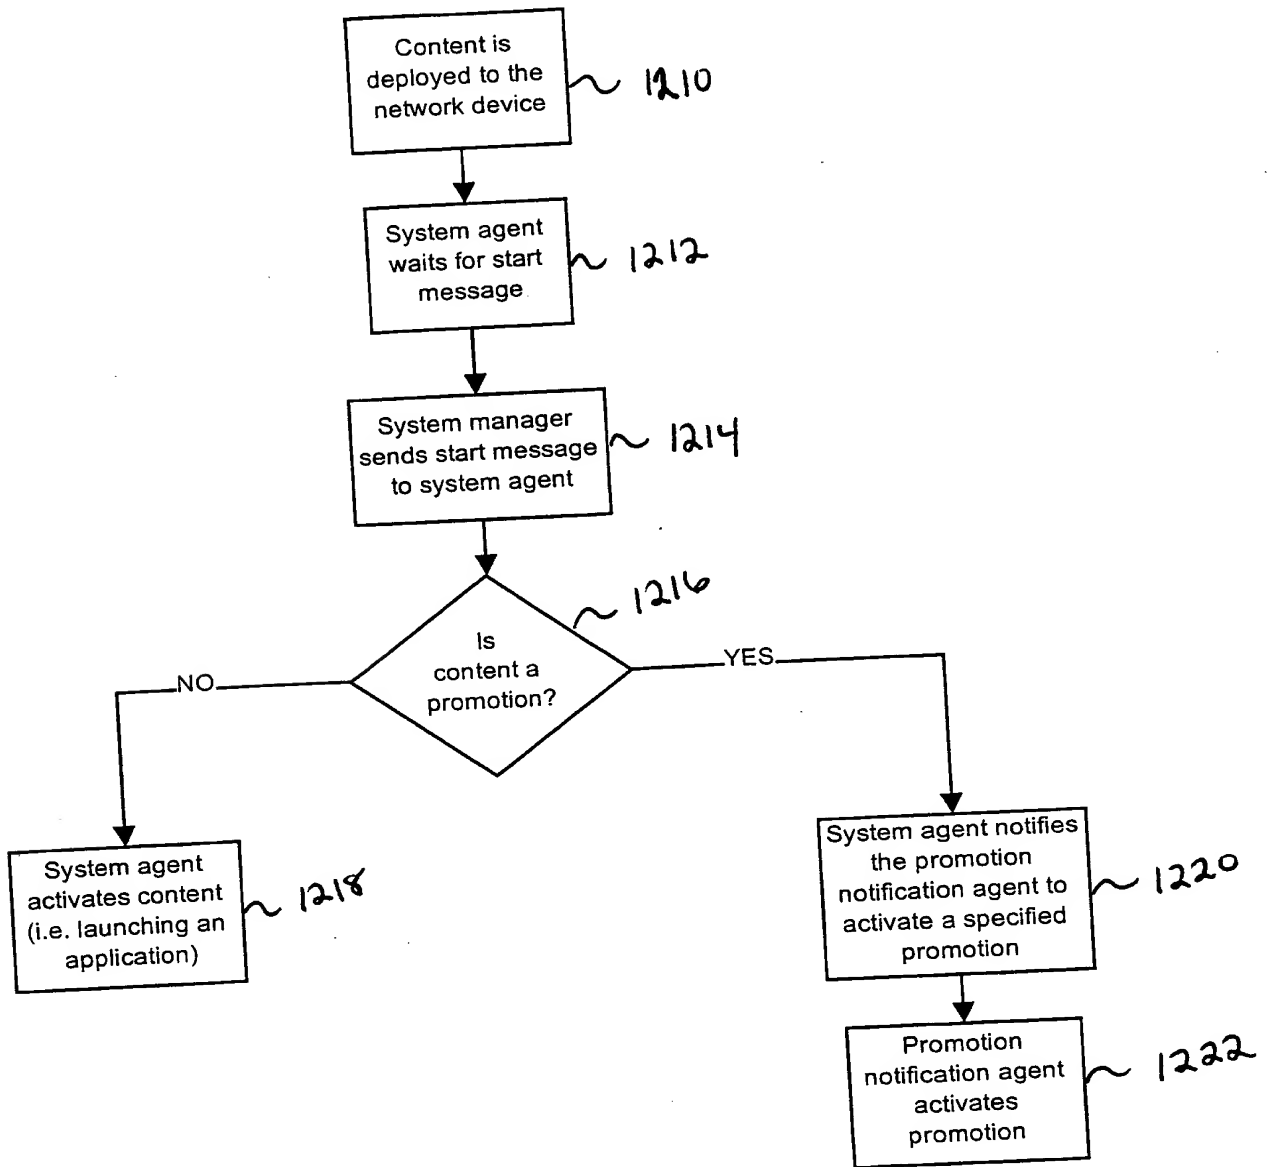 Content is
deployed to the
network device
1210
System agent
waits for start
message
1212
System manager
sends start message
to system agent
1214
Is
content a
promotion?
1216
NO
YES
System agent
activates content
(i.e. launching an
application)
1218
System agent notifies
the promotion
notification agent to
activate a specified
promotion
1220
Promotion
notification agent
activates
promotion
1222